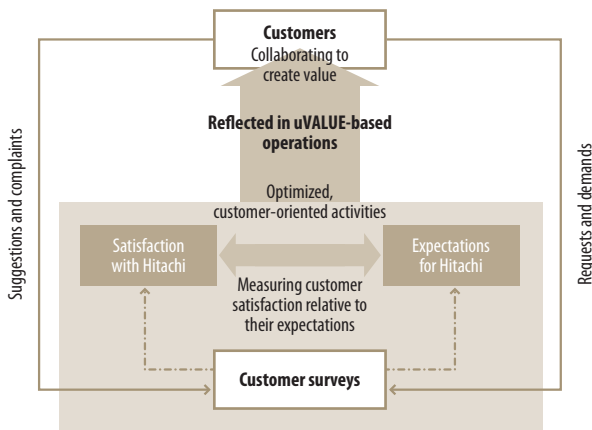 Customers
Collaborating to
create value
Suggestions and complaints
Reflected in uVALUE-based
operations
Requests and demands
Optimized,
customer-oriented activities
Satisfaction
with Hitachi
Expectations
for Hitachi
Measuring customer
satisfaction relative to
their expectations
Customer surveys